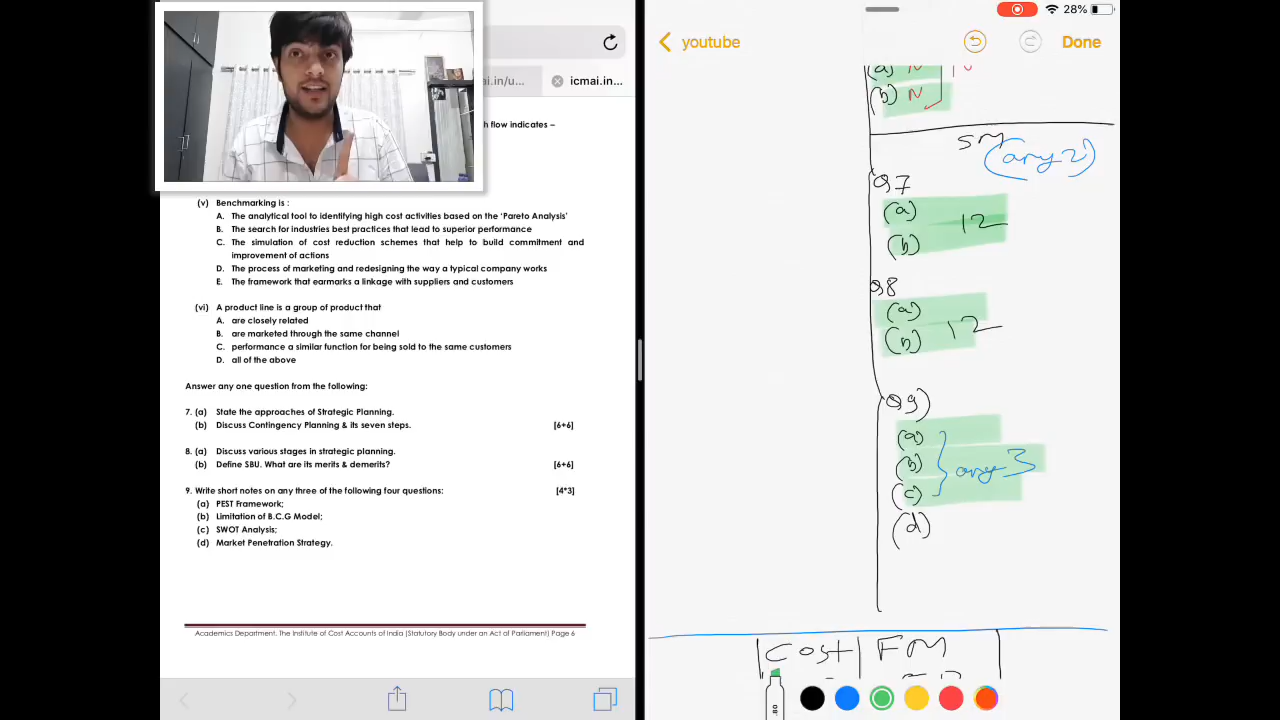 28%
youtube
Done
ai.in/u...
icmai.in...
h flow indicates –
(v) Benchmarking is :
A. The analytical tool to identifying high cost activities based on the 'Pareto Analysis'
B. The search for industries best practices that lead to superior performance
C. The simulation of cost reduction schemes that help to build commitment and
improvement of actions
D. The process of marketing and redesigning the way a typical company works
E. The framework that earmarks a linkage with suppliers and customers
(vi) A product line is a group of product that
A. are closely related
B. are marketed through the same channel
C. performance a similar function for being sold to the same customers
D. all of the above
Answer any one question from the following:
7. (a) State the approaches of Strategic Planning.
(b) Discuss Contingency Planning & its seven steps. [6+6]
8. (a) Discuss various stages in strategic planning.
(b) Define SBU. What are its merits & demerits? [6+6]
9. Write short notes on any three of the following four questions: [4*3]
(a) PEST Framework;
(b) Limitation of B.C.G Model;
(c) SWOT Analysis;
(d) Market Penetration Strategy.
Academics Department. The Institute of Cost Accounts of India (Statutory Body under an Act of Parliament) Page 6
(a) N
(b) N
SM
(any 2)
Q7
(a)
(b) 12
Q8
(a)
(b) 12
Q9)
(a)
(b) any 3
(c)
(d)
Cost FM
.80